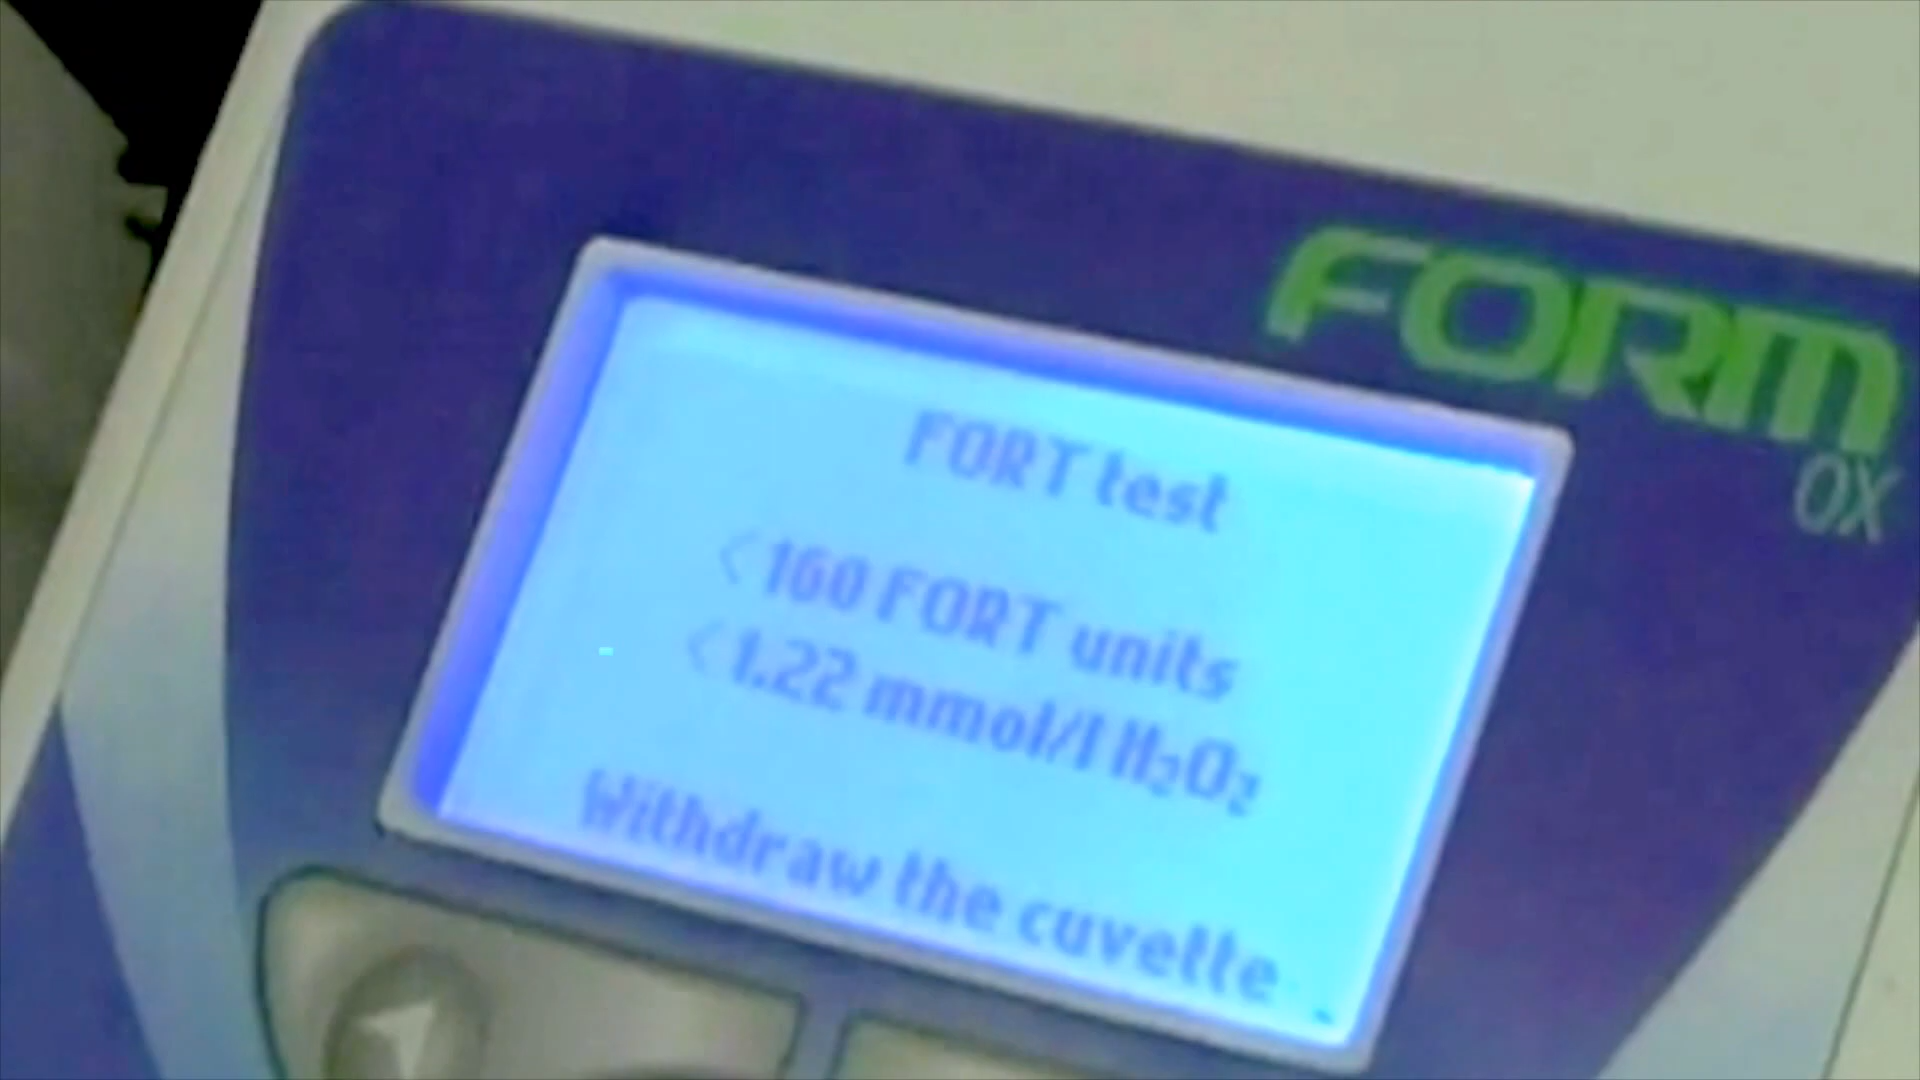 FORM
OX
FORT test
<160 FORT units
<1.22 mmol/l H₂O₂
Withdraw the cuvette